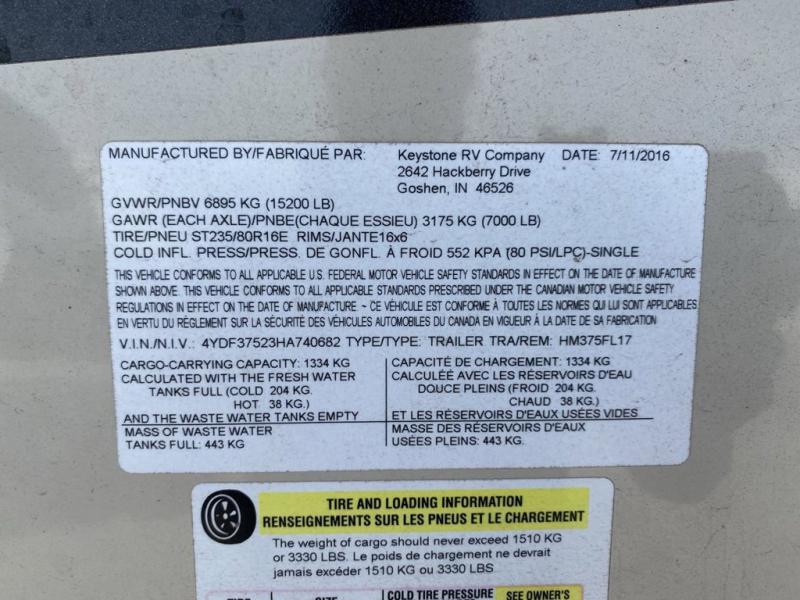 MANUFACTURED BY/FABRIQUÉ PAR: Keystone RV Company DATE: 7/11/2016
2642 Hackberry Drive
Goshen, IN 46526
GVWR/PNBV 6895 KG (15200 LB)
GAWR (EACH AXLE)/PNBE(CHAQUE ESSIEU) 3175 KG (7000 LB)
TIRE/PNEU ST235/80R16E RIMS/JANTE16x6
COLD INFL. PRESS/PRESS. DE GONFL. À FROID 552 KPA (80 PSI/LPC)-SINGLE
THIS VEHICLE CONFORMS TO ALL APPLICABLE U.S. FEDERAL MOTOR VEHICLE SAFETY STANDARDS IN EFFECT ON THE DATE OF MANUFACTURE
SHOWN ABOVE. THIS VEHICLE CONFORMS TO ALL APPLICABLE STANDARDS PRESCRIBED UNDER THE CANADIAN MOTOR VEHICLE SAFETY
REGULATIONS IN EFFECT ON THE DATE OF MANUFACTURE ~ CE VÉHICULE EST CONFORME À TOUTES LES NORMES QUI LUI SONT APPLICABLES
EN VERTU DU RÉGLEMENT SUR LA SÉCURITÉ DES VÉHICULES AUTOMOBILES DU CANADA EN VIGUEUR À LA DATE DE SA FABRICATION
V.I.N./N.I.V.: 4YDF37523HA740682 TYPE/TYPE: TRAILER TRA/REM: HM375FL17
CARGO-CARRYING CAPACITY: 1334 KG
CALCULATED WITH THE FRESH WATER
TANKS FULL (COLD 204 KG.
HOT 38 KG.)
AND THE WASTE WATER TANKS EMPTY
MASS OF WASTE WATER
TANKS FULL: 443 KG
CAPACITÉ DE CHARGEMENT: 1334 KG
CALCULÉE AVEC LES RÉSERVOIRS D'EAU
DOUCE PLEINS (FROID 204 KG.
CHAUD 38 KG.)
ET LES RÉSERVOIRS D'EAUX USÉES VIDES
MASSE DES RÉSERVOIRS D'EAUX
USÉES PLEINS: 443 KG.
TIRE AND LOADING INFORMATION
RENSEIGNEMENTS SUR LES PNEUS ET LE CHARGEMENT
The weight of cargo should never exceed 1510 KG
or 3330 LBS. Le poids de chargement ne devrait
jamais excéder 1510 KG ou 3330 LBS
COLD TIRE PRESSURE SEE OWNER'S